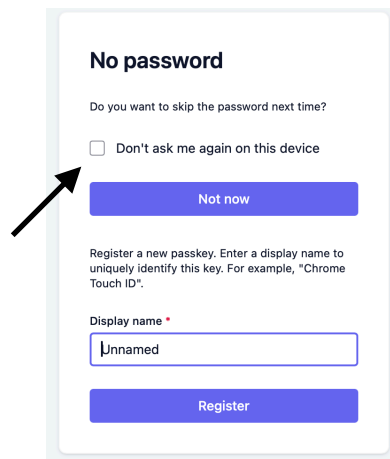 No password
Do you want to skip the password next time?
Don't ask me again on this device
Not now
Register a new passkey. Enter a display name to
uniquely identify this key. For example, "Chrome
Touch ID".
Display name *
Unnamed
Register